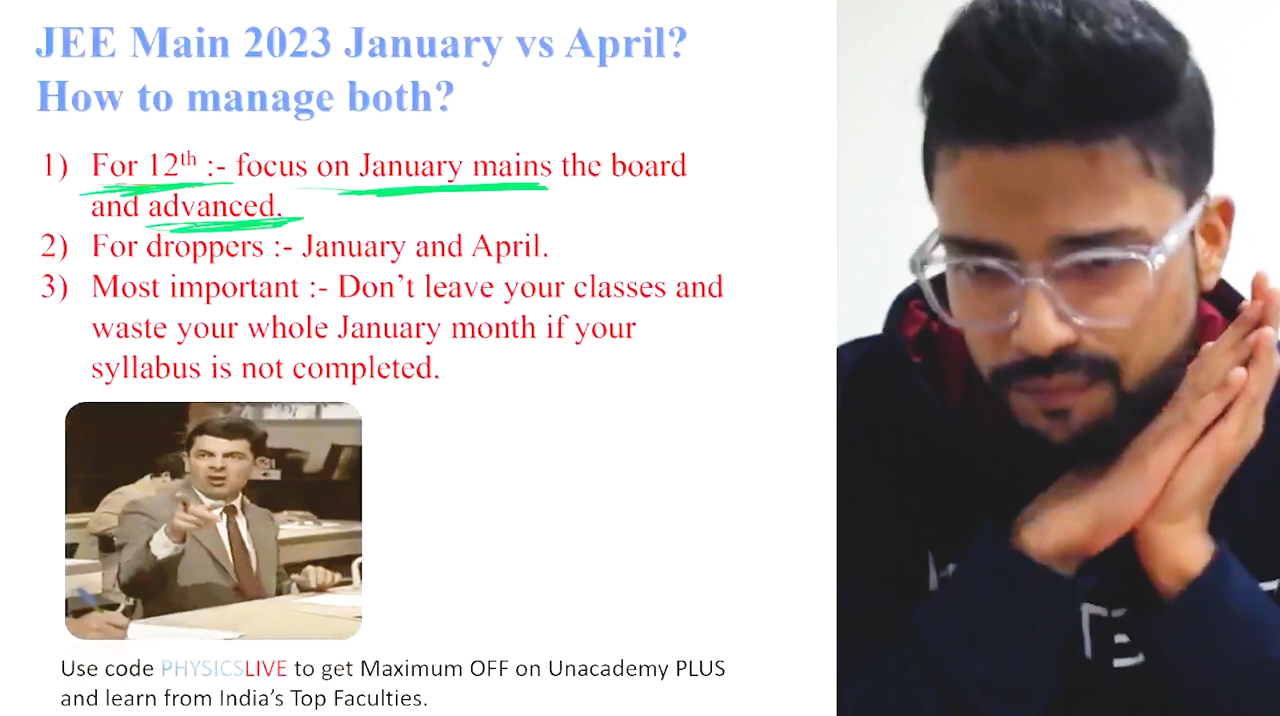 JEE Main 2023 January vs April?
How to manage both?
1) For 12th :- focus on January mains the board
and advanced.
2) For droppers :- January and April.
3) Most important :- Don’t leave your classes and
waste your whole January month if your
syllabus is not completed.
Use code PHYSICSLIVE to get Maximum OFF on Unacademy PLUS
and learn from India’s Top Faculties.